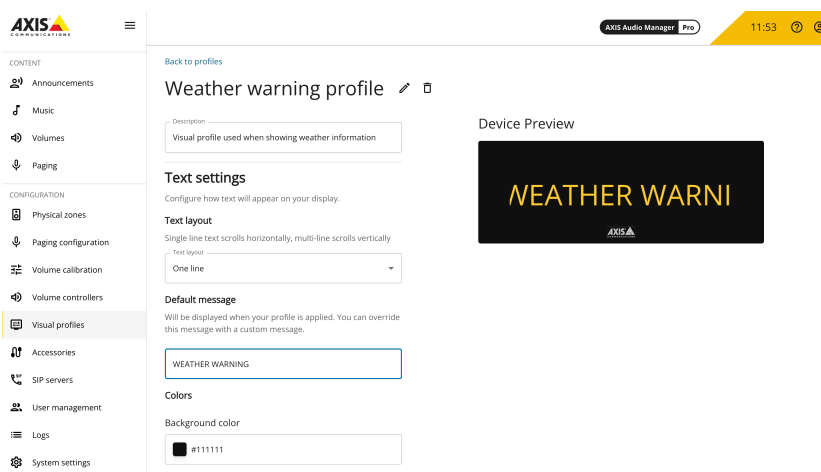 AXIS
COMMUNICATIONS
AXIS Audio Manager Pro
11:53
CONTENT
Announcements
Music
Volumes
Paging
CONFIGURATION
Physical zones
Paging configuration
Volume calibration
Volume controllers
Visual profiles
Accessories
SIP
SIP servers
User management
Logs
System settings
Back to profiles
Weather warning profile
Description
Visual profile used when showing weather information
Text settings
Configure how text will appear on your display.
Text layout
Single line text scrolls horizontally, multi-line scrolls vertically
Text layout
One line
Default message
Will be displayed when your profile is applied. You can override
this message with a custom message.
WEATHER WARNING
Colors
Background color
#111111
Device Preview
WEATHER WARNI
AXIS
COMMUNICATIONS